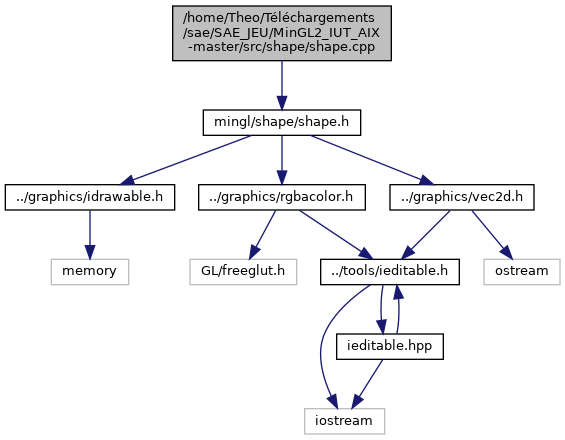 /home/Theo/Téléchargements
/sae/SAE_JEU/MinGL2_IUT_AIX
-master/src/shape/shape.cpp
mingl/shape/shape.h
../graphics/idrawable.h
../graphics/rgbacolor.h
../graphics/vec2d.h
memory
GL/freeglut.h
../tools/ieditable.h
ostream
ieditable.hpp
iostream